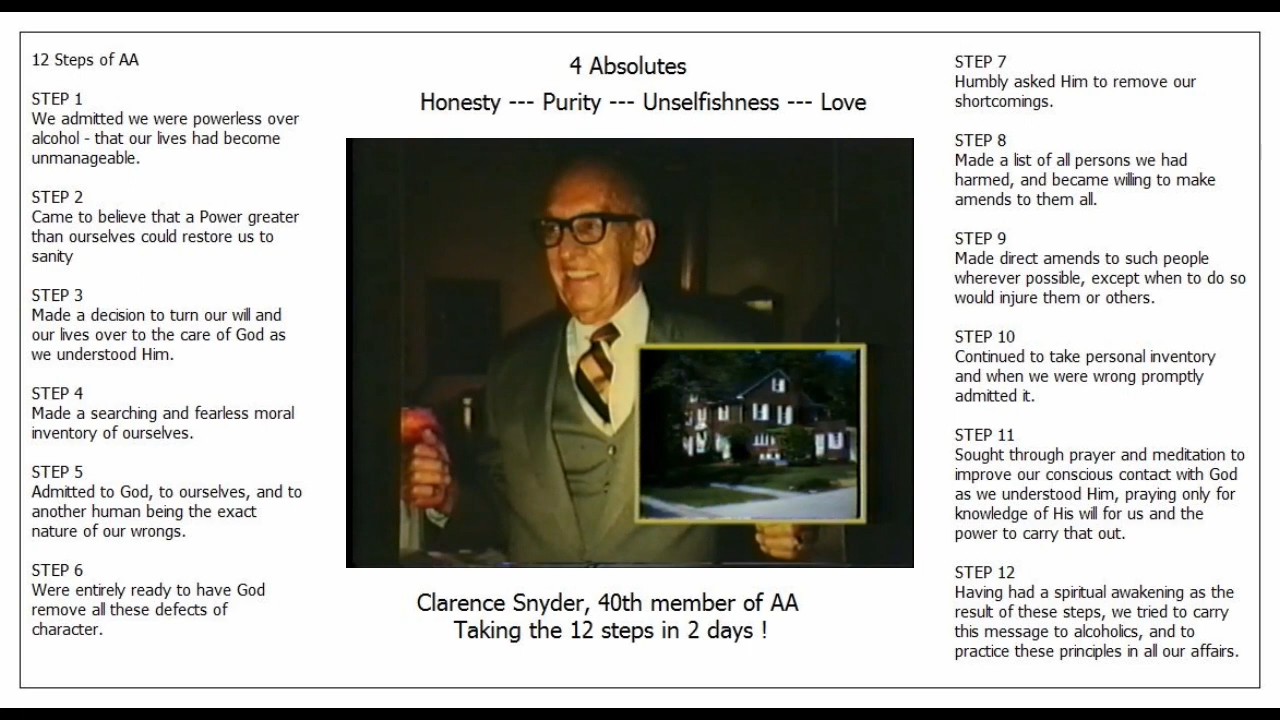 12 Steps of AA
STEP 1
We admitted we were powerless over
alcohol - that our lives had become
unmanageable.
STEP 2
Came to believe that a Power greater
than ourselves could restore us to
sanity
STEP 3
Made a decision to turn our will and
our lives over to the care of God as
we understood Him.
STEP 4
Made a searching and fearless moral
inventory of ourselves.
STEP 5
Admitted to God, to ourselves, and to
another human being the exact
nature of our wrongs.
STEP 6
Were entirely ready to have God
remove all these defects of
character.
4 Absolutes
Honesty --- Purity --- Unselfishness --- Love
Clarence Snyder, 40th member of AA
Taking the 12 steps in 2 days !
STEP 7
Humbly asked Him to remove our
shortcomings.
STEP 8
Made a list of all persons we had
harmed, and became willing to make
amends to them all.
STEP 9
Made direct amends to such people
wherever possible, except when to do so
would injure them or others.
STEP 10
Continued to take personal inventory
and when we were wrong promptly
admitted it.
STEP 11
Sought through prayer and meditation to
improve our conscious contact with God
as we understood Him, praying only for
knowledge of His will for us and the
power to carry that out.
STEP 12
Having had a spiritual awakening as the
result of these steps, we tried to carry
this message to alcoholics, and to
practice these principles in all our affairs.